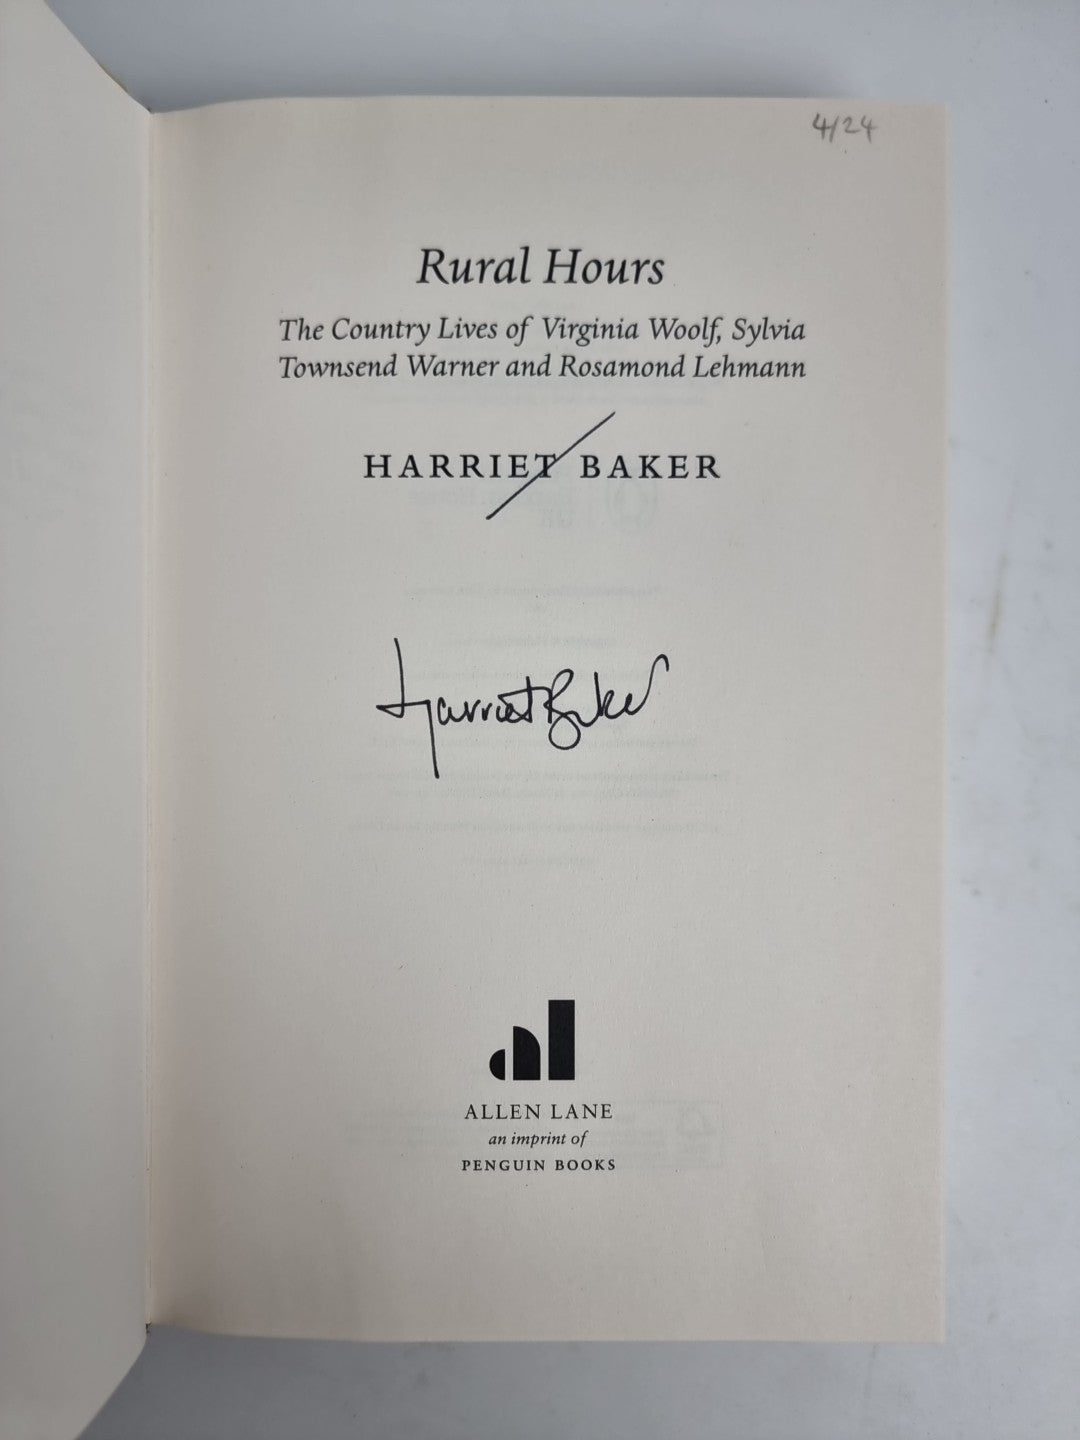 4/24
Rural Hours
The Country Lives of Virginia Woolf, Sylvia
Townsend Warner and Rosamond Lehmann
HARRIET BAKER
Harriet Baker
ALLEN LANE
an imprint of
PENGUIN BOOKS